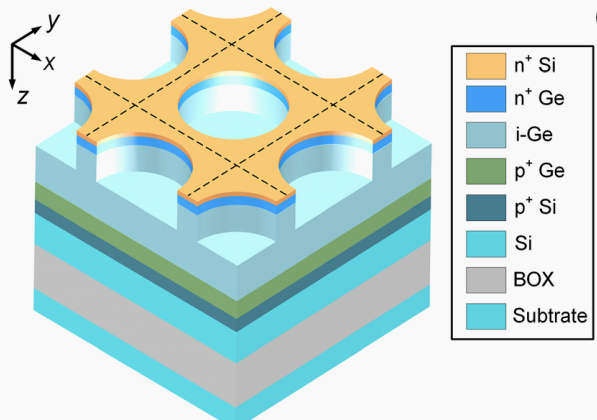 y
x
z
n⁺ Si
n⁺ Ge
i-Ge
p⁺ Ge
p⁺ Si
Si
BOX
Subtrate